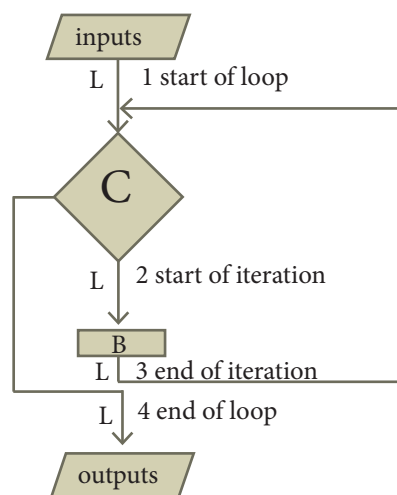 inputs
L 1 start of loop
C
L 2 start of iteration
B
L 3 end of iteration
L 4 end of loop
outputs